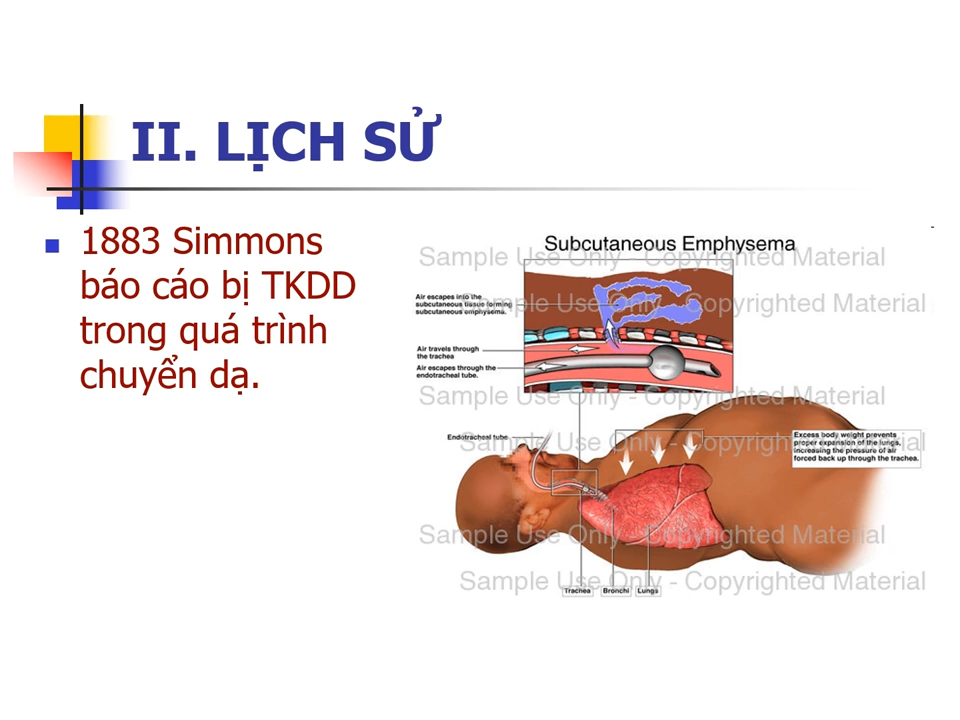 II. LỊCH SỬ
1883 Simmons
báo cáo bị TKDD
trong quá trình
chuyển dạ.
Subcutaneous Emphysema
Sample Use Only - Copyrighted Material
Air escapes into the
subcutaneous tissue forming
subcutaneous emphysema.
Sample Use Only - Copyrighted Material
Air travels through
the trachea
Air escapes through the
endotracheal tube.
Sample Use Only - Copyrighted Material
Endotracheal tube
Sample Use Only - Copyrighted Material
Excess body weight prevents
proper expansion of the lungs,
increasing the pressure of air
forced back up through the trachea.
Sample Use Only - Copyrighted Material
Sample Use Only - Copyrighted Material
Trachea Bronchi Lungs